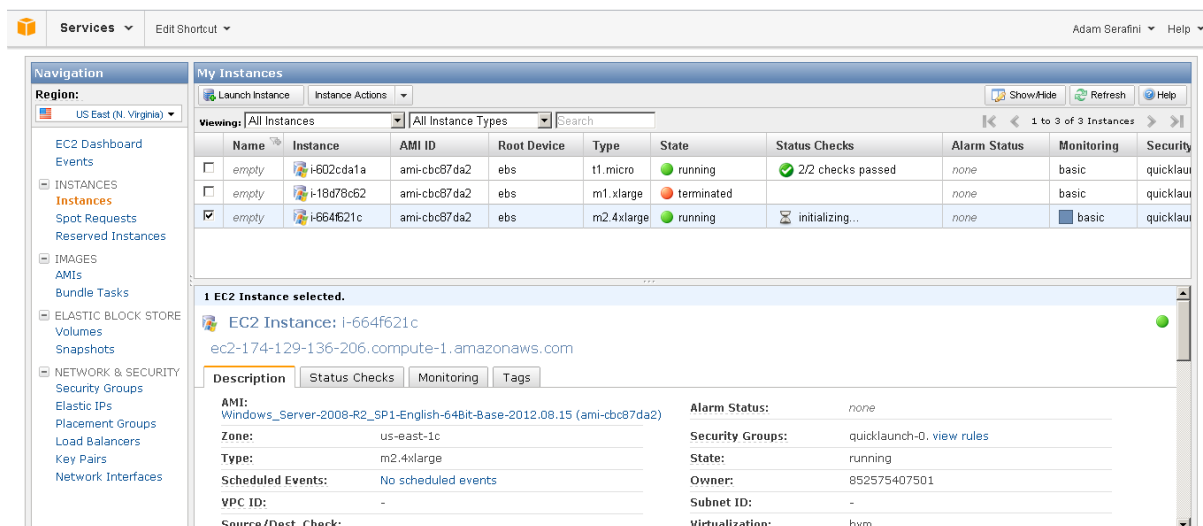 Services Edit Shortcut Adam Serafini Help
Navigation
Region:
US East (N. Virginia)
EC2 Dashboard
Events
INSTANCES
Instances
Spot Requests
Reserved Instances
IMAGES
AMIs
Bundle Tasks
ELASTIC BLOCK STORE
Volumes
Snapshots
NETWORK & SECURITY
Security Groups
Elastic IPs
Placement Groups
Load Balancers
Key Pairs
Network Interfaces
My Instances
Launch Instance Instance Actions Show/Hide Refresh Help
Viewing: All Instances All Instance Types Search 1 to 3 of 3 Instances
Name Instance AMI ID Root Device Type State Status Checks Alarm Status Monitoring Security
empty i-602cda1a ami-cbc87da2 ebs t1.micro running 2/2 checks passed none basic quicklau
empty i-18d78c62 ami-cbc87da2 ebs m1.xlarge terminated none basic quicklau
empty i-664f621c ami-cbc87da2 ebs m2.4xlarge running initializing... none basic quicklau
1 EC2 Instance selected.
EC2 Instance: i-664f621c
ec2-174-129-136-206.compute-1.amazonaws.com
Description Status Checks Monitoring Tags
AMI:
Windows_Server-2008-R2_SP1-English-64Bit-Base-2012.08.15 (ami-cbc87da2)
Alarm Status: none
Zone: us-east-1c Security Groups: quicklaunch-0. view rules
Type: m2.4xlarge State: running
Scheduled Events: No scheduled events Owner: 852575407501
VPC ID: - Subnet ID: -
Source/Dest. Check: Virtualization: hvm